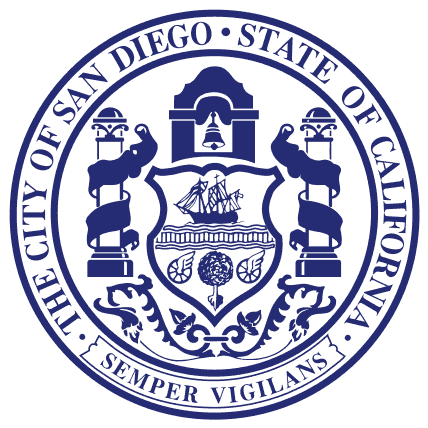 · THE CITY OF SAN DIEGO · STATE OF CALIFORNIA ·
SEMPER VIGILANS